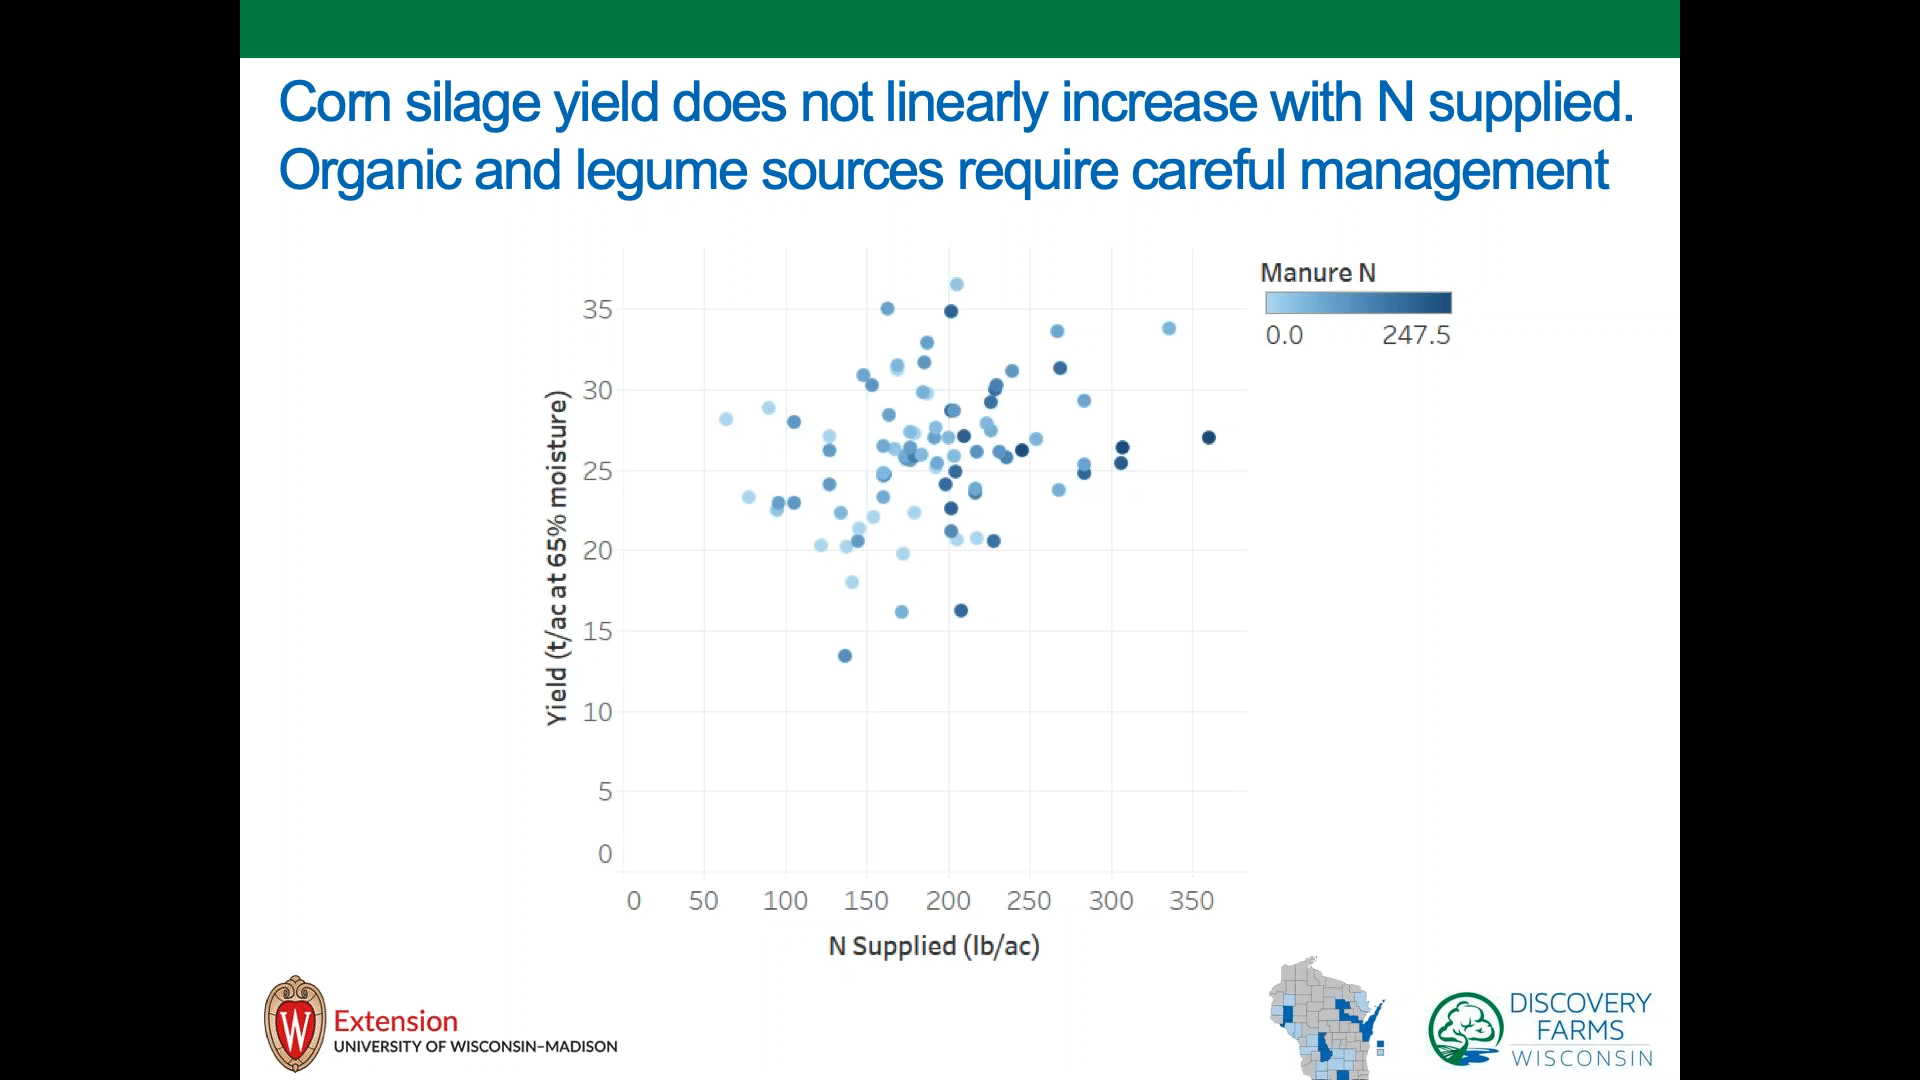 Corn silage yield does not linearly increase with N supplied.
Organic and legume sources require careful management
Manure N
0.0 247.5
Yield (t/ac at 65% moisture)
35
30
25
20
15
10
5
0
0 50 100 150 200 250 300 350
N Supplied (lb/ac)
W
Extension
UNIVERSITY OF WISCONSIN–MADISON
DISCOVERY
FARMS
WISCONSIN